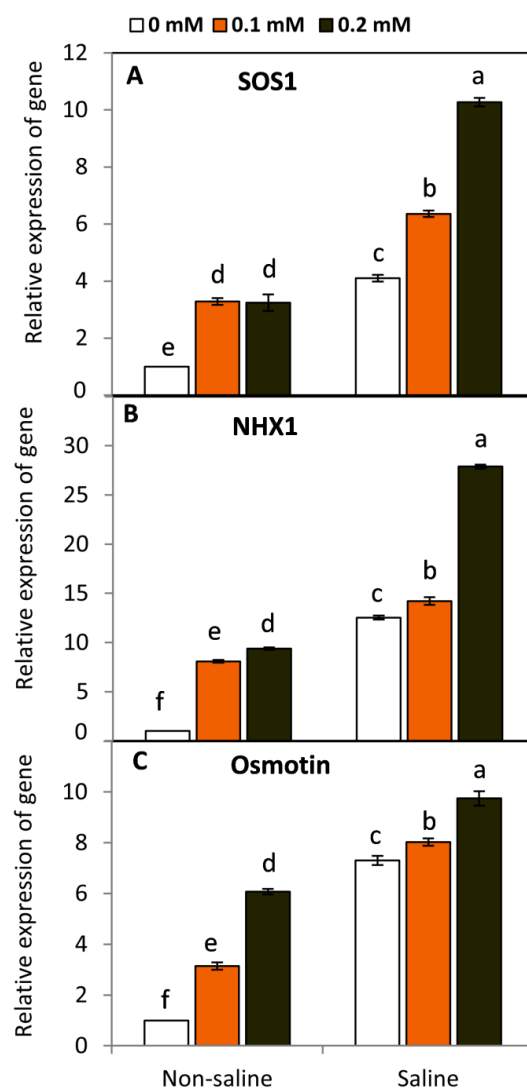 0 mM 0.1 mM 0.2 mM
A
SOS1
Relative expression of gene
12
10
8
6
4
2
0
e
d
d
c
b
a
B
NHX1
Relative expression of gene
30
25
20
15
10
5
0
f
e
d
c
b
a
C
Osmotin
Relative expression of gene
10
8
6
4
2
0
f
e
d
c
b
a
Non-saline Saline